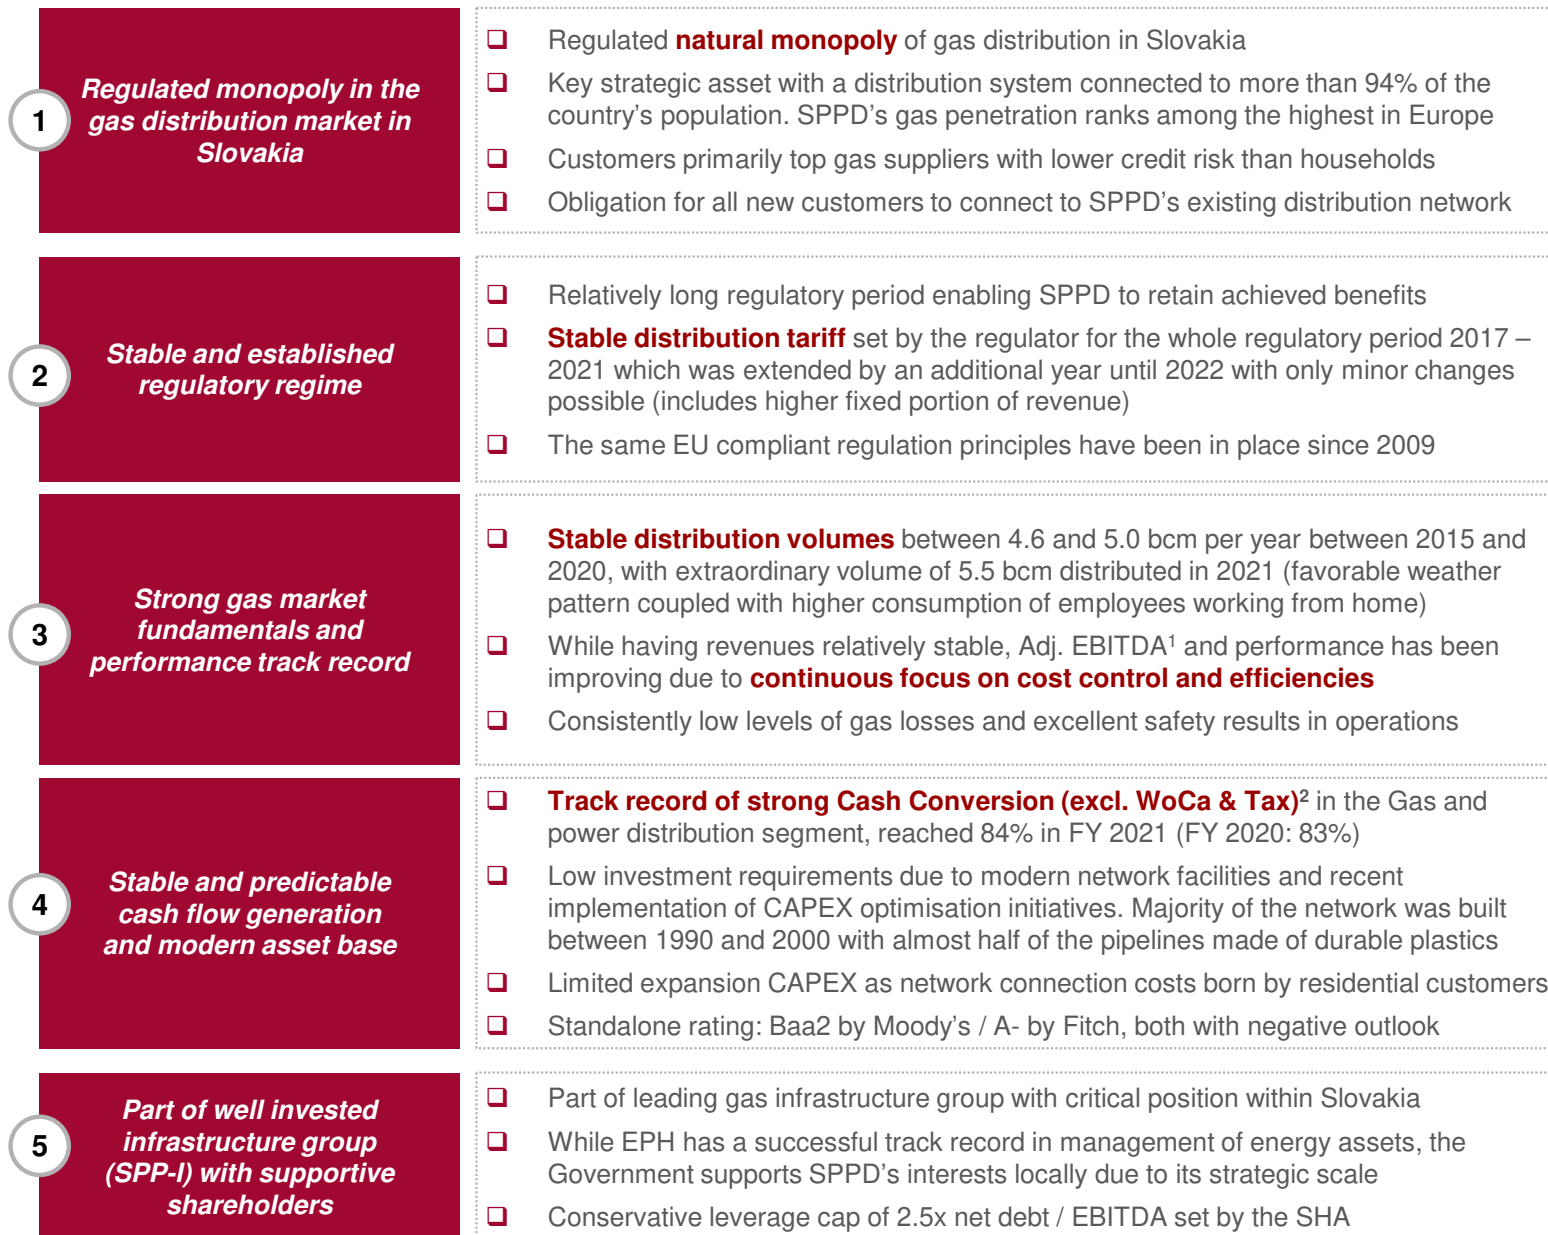 1
Regulated monopoly in the
gas distribution market in
Slovakia
❑ Regulated natural monopoly of gas distribution in Slovakia
❑ Key strategic asset with a distribution system connected to more than 94% of the
country’s population. SPPD’s gas penetration ranks among the highest in Europe
❑ Customers primarily top gas suppliers with lower credit risk than households
❑ Obligation for all new customers to connect to SPPD’s existing distribution network
2
Stable and established
regulatory regime
❑ Relatively long regulatory period enabling SPPD to retain achieved benefits
❑ Stable distribution tariff set by the regulator for the whole regulatory period 2017 –
2021 which was extended by an additional year until 2022 with only minor changes
possible (includes higher fixed portion of revenue)
❑ The same EU compliant regulation principles have been in place since 2009
3
Strong gas market
fundamentals and
performance track record
❑ Stable distribution volumes between 4.6 and 5.0 bcm per year between 2015 and
2020, with extraordinary volume of 5.5 bcm distributed in 2021 (favorable weather
pattern coupled with higher consumption of employees working from home)
❑ While having revenues relatively stable, Adj. EBITDA¹ and performance has been
improving due to continuous focus on cost control and efficiencies
❑ Consistently low levels of gas losses and excellent safety results in operations
4
Stable and predictable
cash flow generation
and modern asset base
❑ Track record of strong Cash Conversion (excl. WoCa & Tax)² in the Gas and
power distribution segment, reached 84% in FY 2021 (FY 2020: 83%)
❑ Low investment requirements due to modern network facilities and recent
implementation of CAPEX optimisation initiatives. Majority of the network was built
between 1990 and 2000 with almost half of the pipelines made of durable plastics
❑ Limited expansion CAPEX as network connection costs born by residential customers
❑ Standalone rating: Baa2 by Moody’s / A- by Fitch, both with negative outlook
5
Part of well invested
infrastructure group
(SPP-I) with supportive
shareholders
❑ Part of leading gas infrastructure group with critical position within Slovakia
❑ While EPH has a successful track record in management of energy assets, the
Government supports SPPD’s interests locally due to its strategic scale
❑ Conservative leverage cap of 2.5x net debt / EBITDA set by the SHA